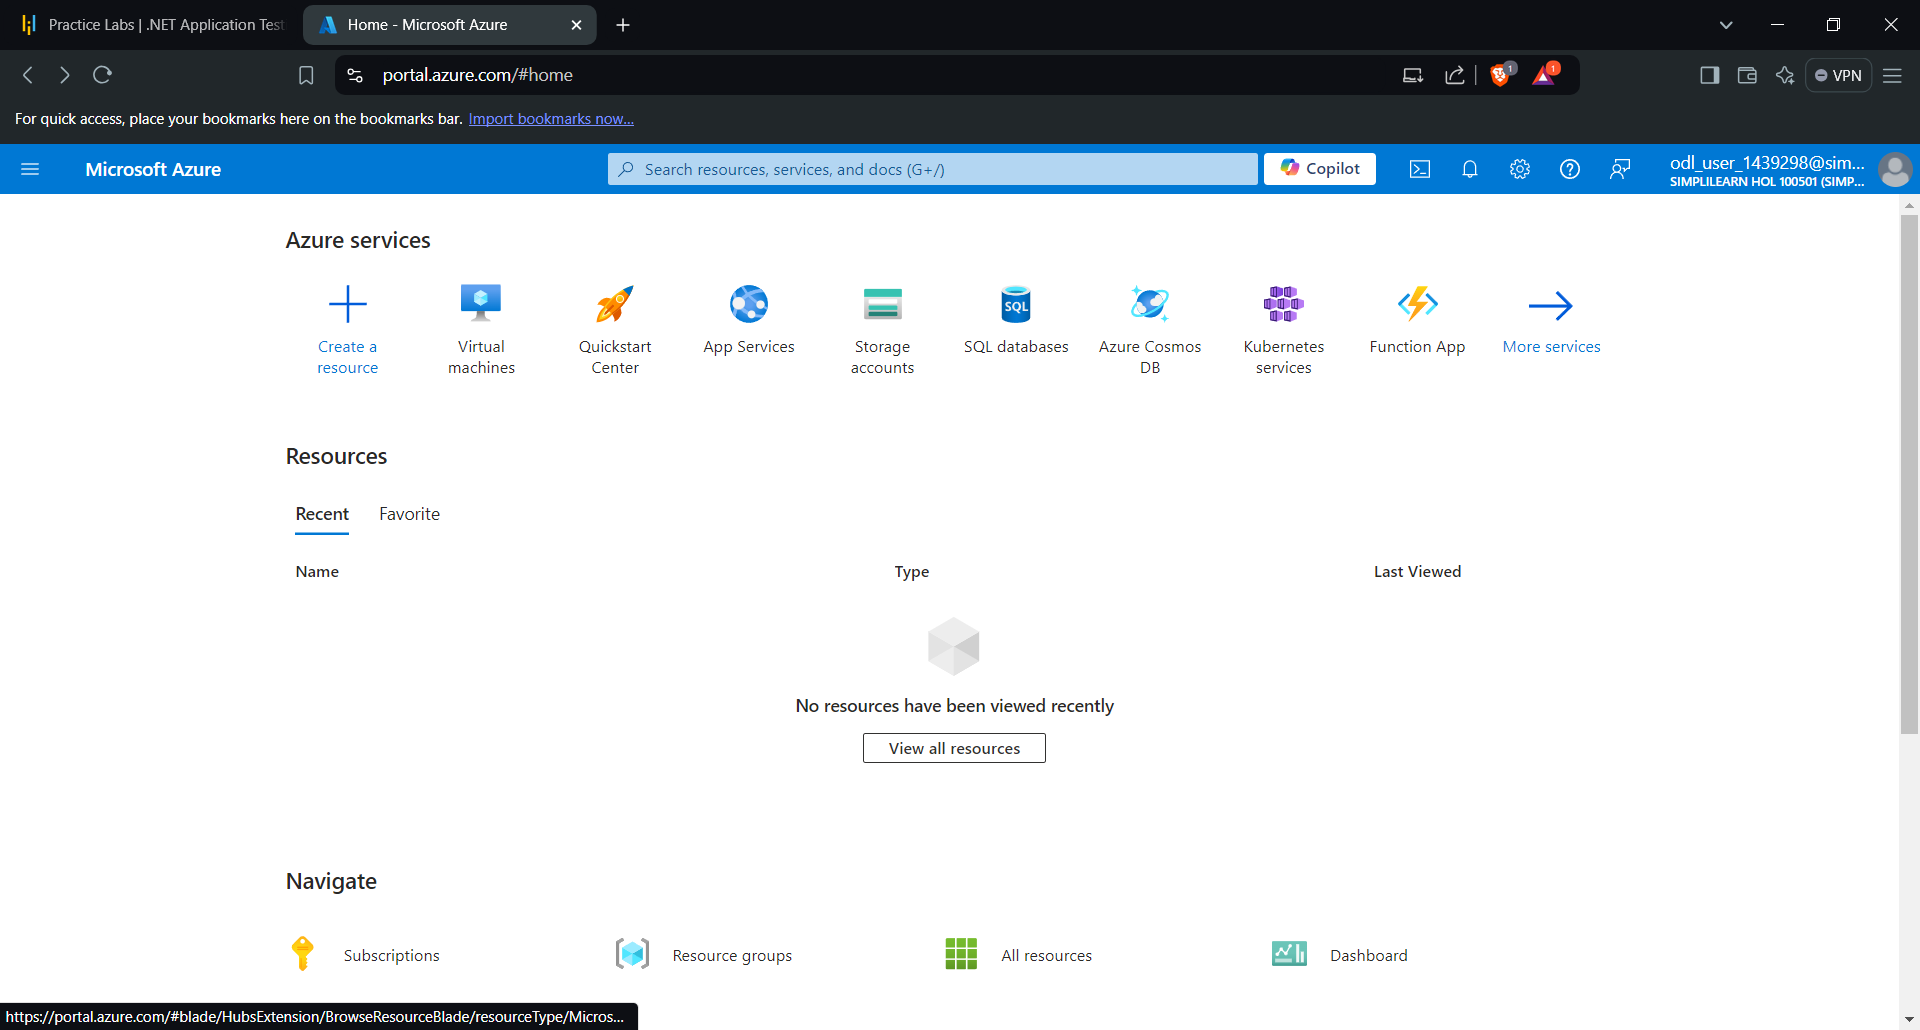 Practice Labs | .NET Application Test
Home - Microsoft Azure
portal.azure.com/#home
1
1
VPN
For quick access, place your bookmarks here on the bookmarks bar. Import bookmarks now...
Microsoft Azure
Search resources, services, and docs (G+/)
Copilot
odl_user_1439298@sim...
SIMPLILEARN HOL 100501 (SIMP...
Azure services
Create a resource
Virtual machines
Quickstart Center
App Services
Storage accounts
SQL
SQL databases
Azure Cosmos DB
Kubernetes services
Function App
More services
Resources
Recent
Favorite
Name
Type
Last Viewed
No resources have been viewed recently
View all resources
Navigate
Subscriptions
Resource groups
All resources
Dashboard
https://portal.azure.com/#blade/HubsExtension/BrowseResourceBlade/resourceType/Micros...